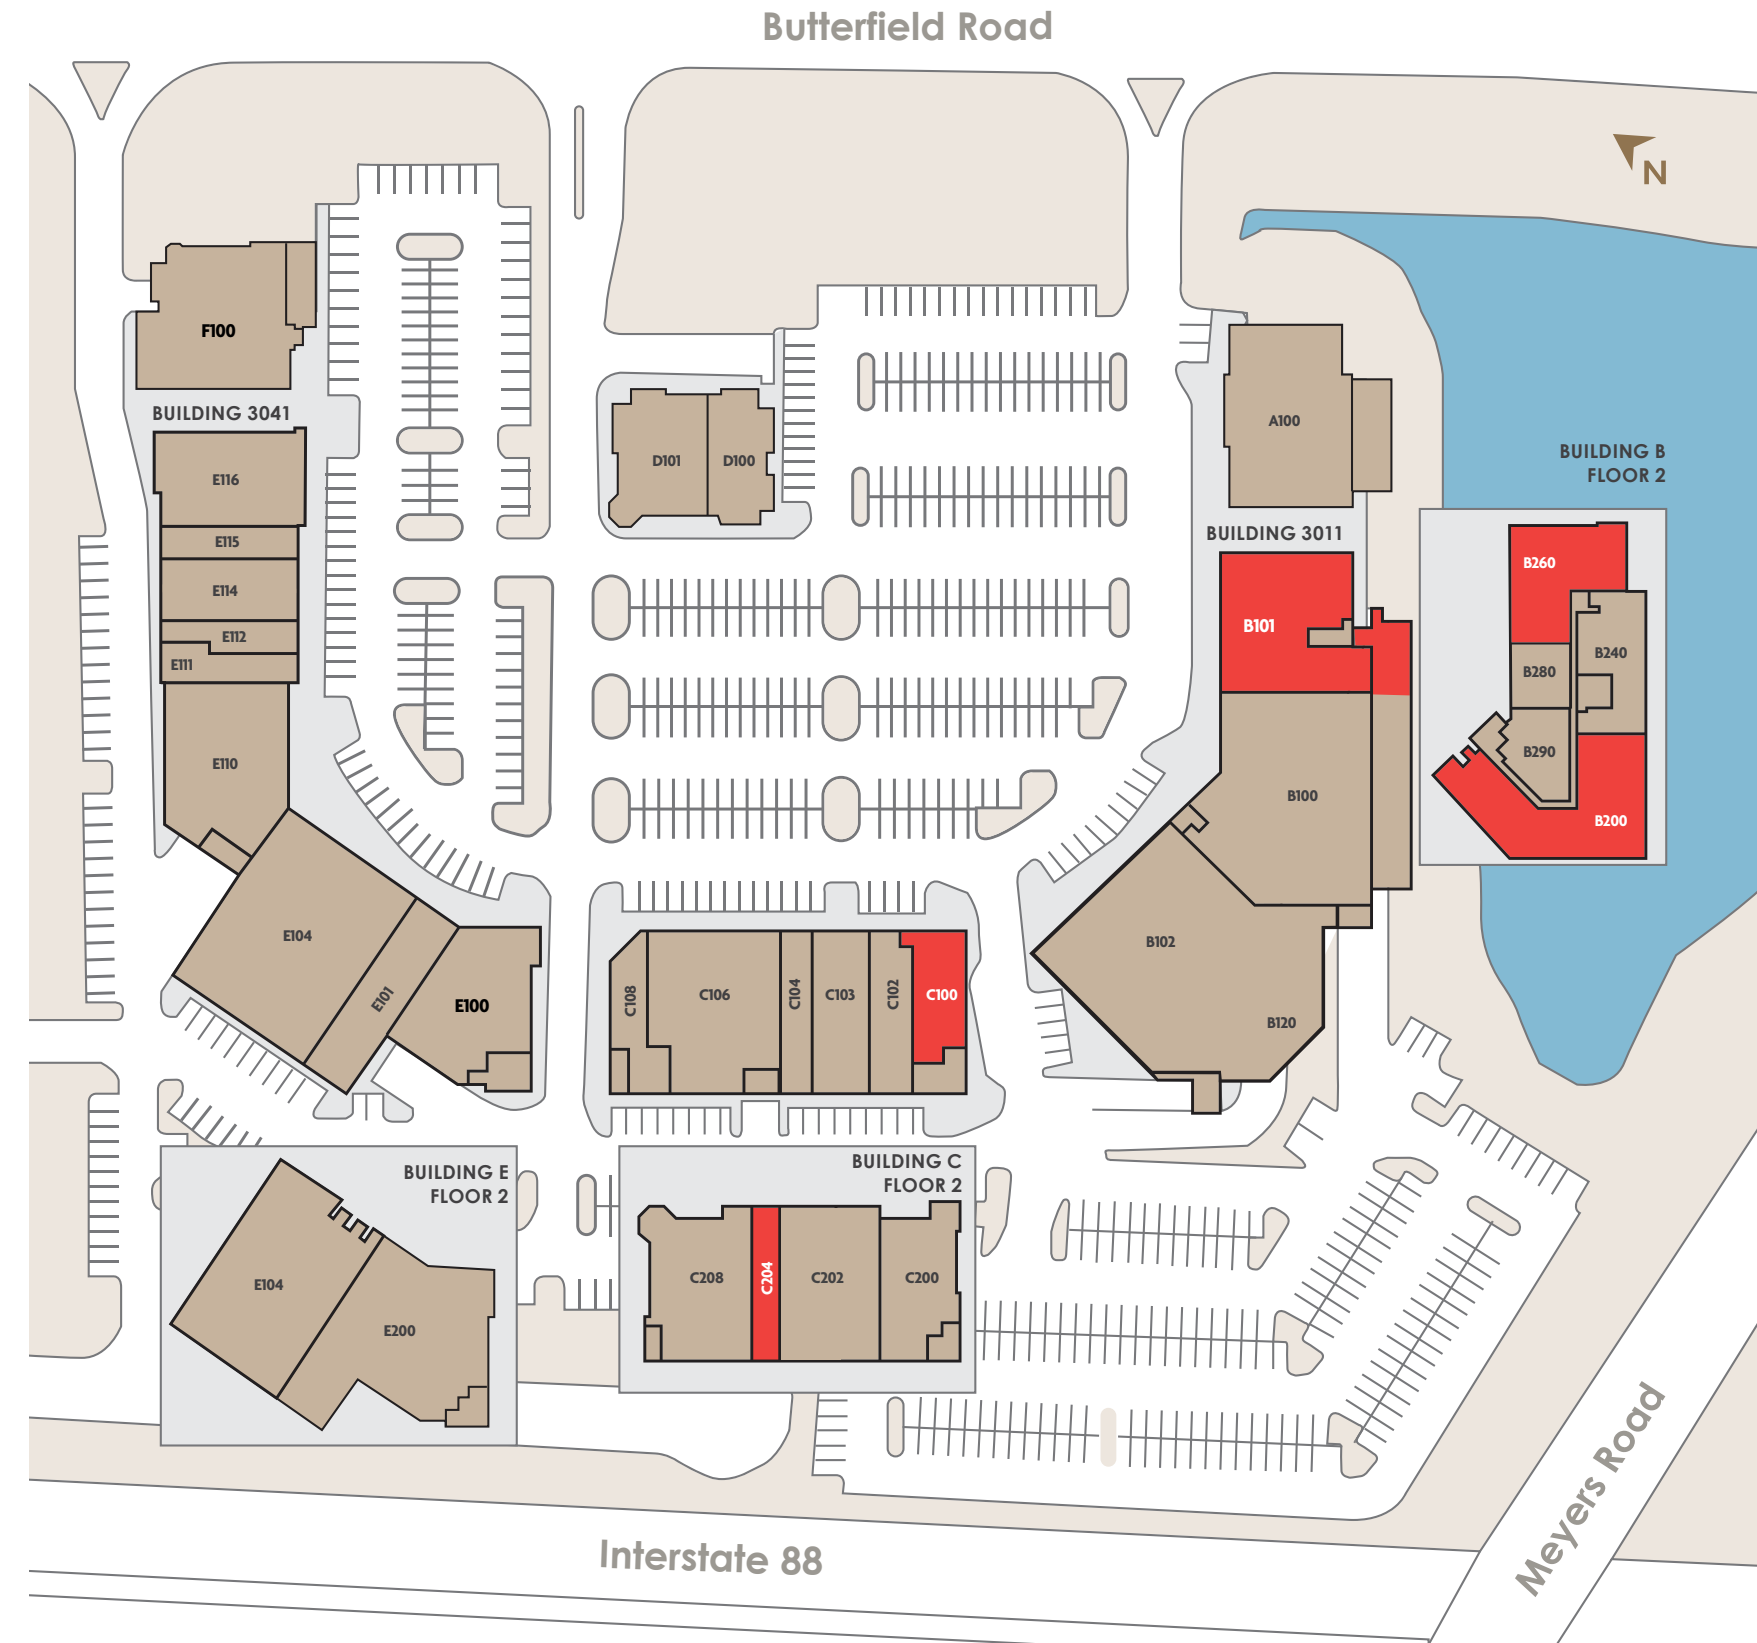 Butterfield Road
N
F100
BUILDING 3041
E116
E115
E114
E112
E111
E110
E104
E101
E100
D101
D100
A100
BUILDING 3011
B101
B100
B102
B120
BUILDING B
FLOOR 2
B260
B240
B280
B290
B200
C108
C106
C104
C103
C102
C100
BUILDING E
FLOOR 2
E104
E200
BUILDING C
FLOOR 2
C208
C204
C202
C200
Interstate 88
Meyers Road